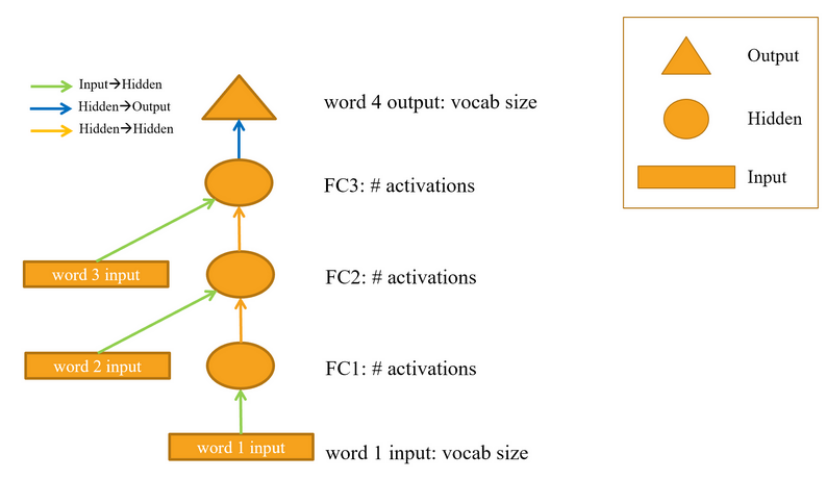 Input→Hidden
Hidden→Output
Hidden→Hidden
word 4 output: vocab size
FC3: # activations
word 3 input
FC2: # activations
word 2 input
FC1: # activations
word 1 input
word 1 input: vocab size
Output
Hidden
Input